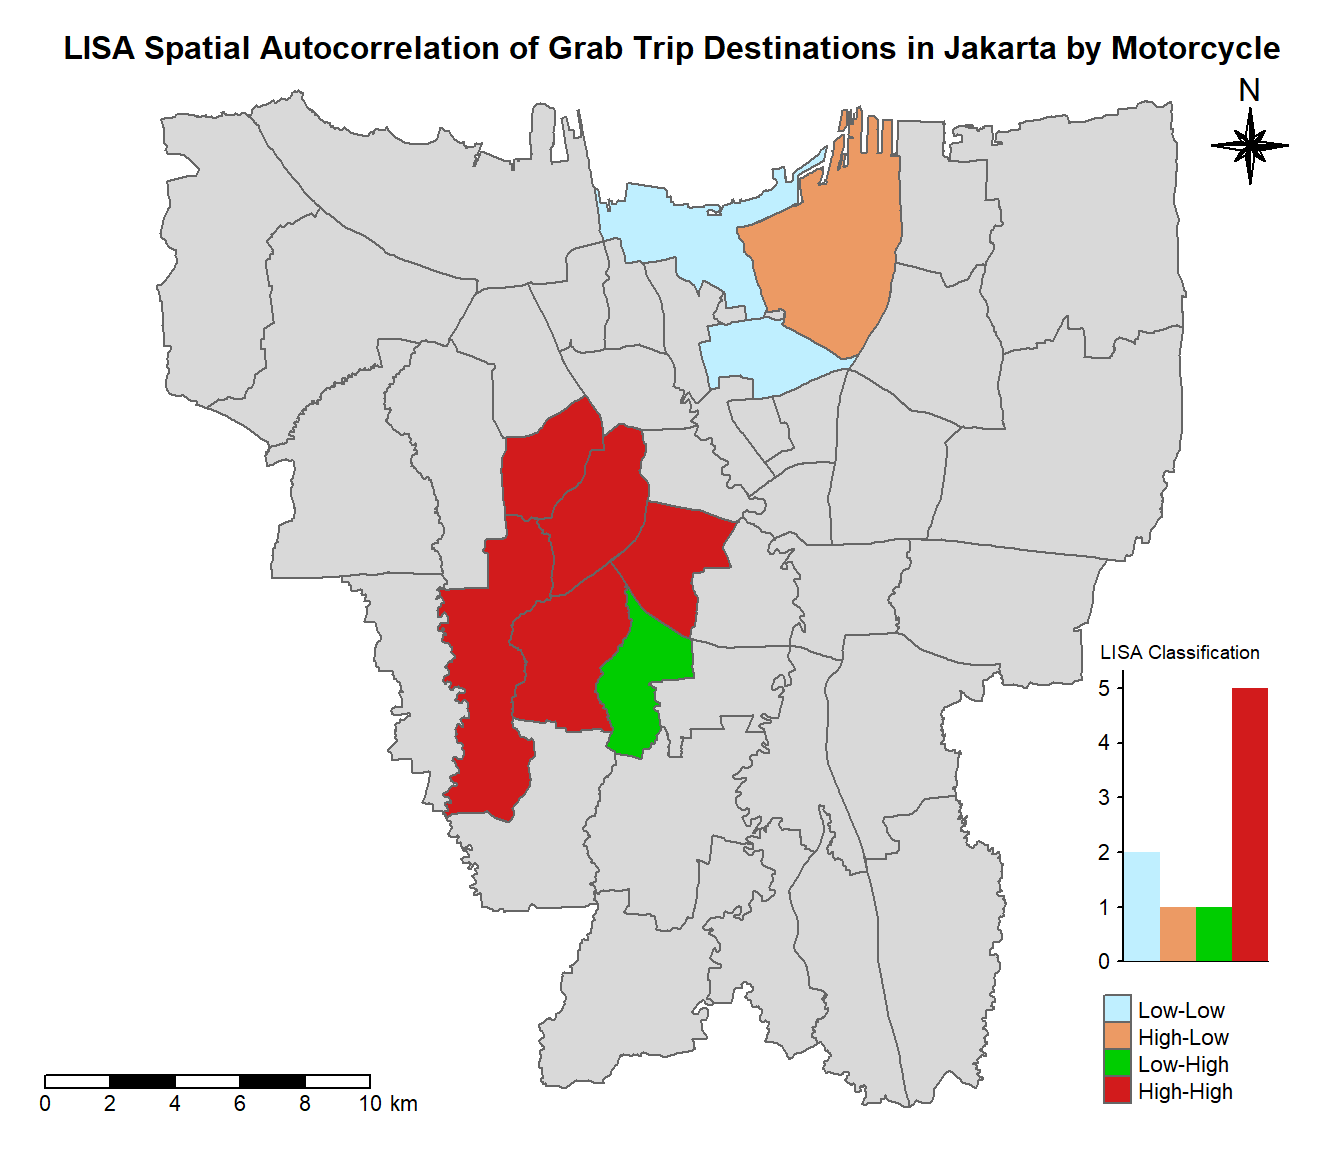 LISA Spatial Autocorrelation of Grab Trip Destinations in Jakarta by Motorcycle
N
LISA Classification
5
4
3
2
1
0
Low-Low
High-Low
Low-High
High-High
0 2 4 6 8 10 km